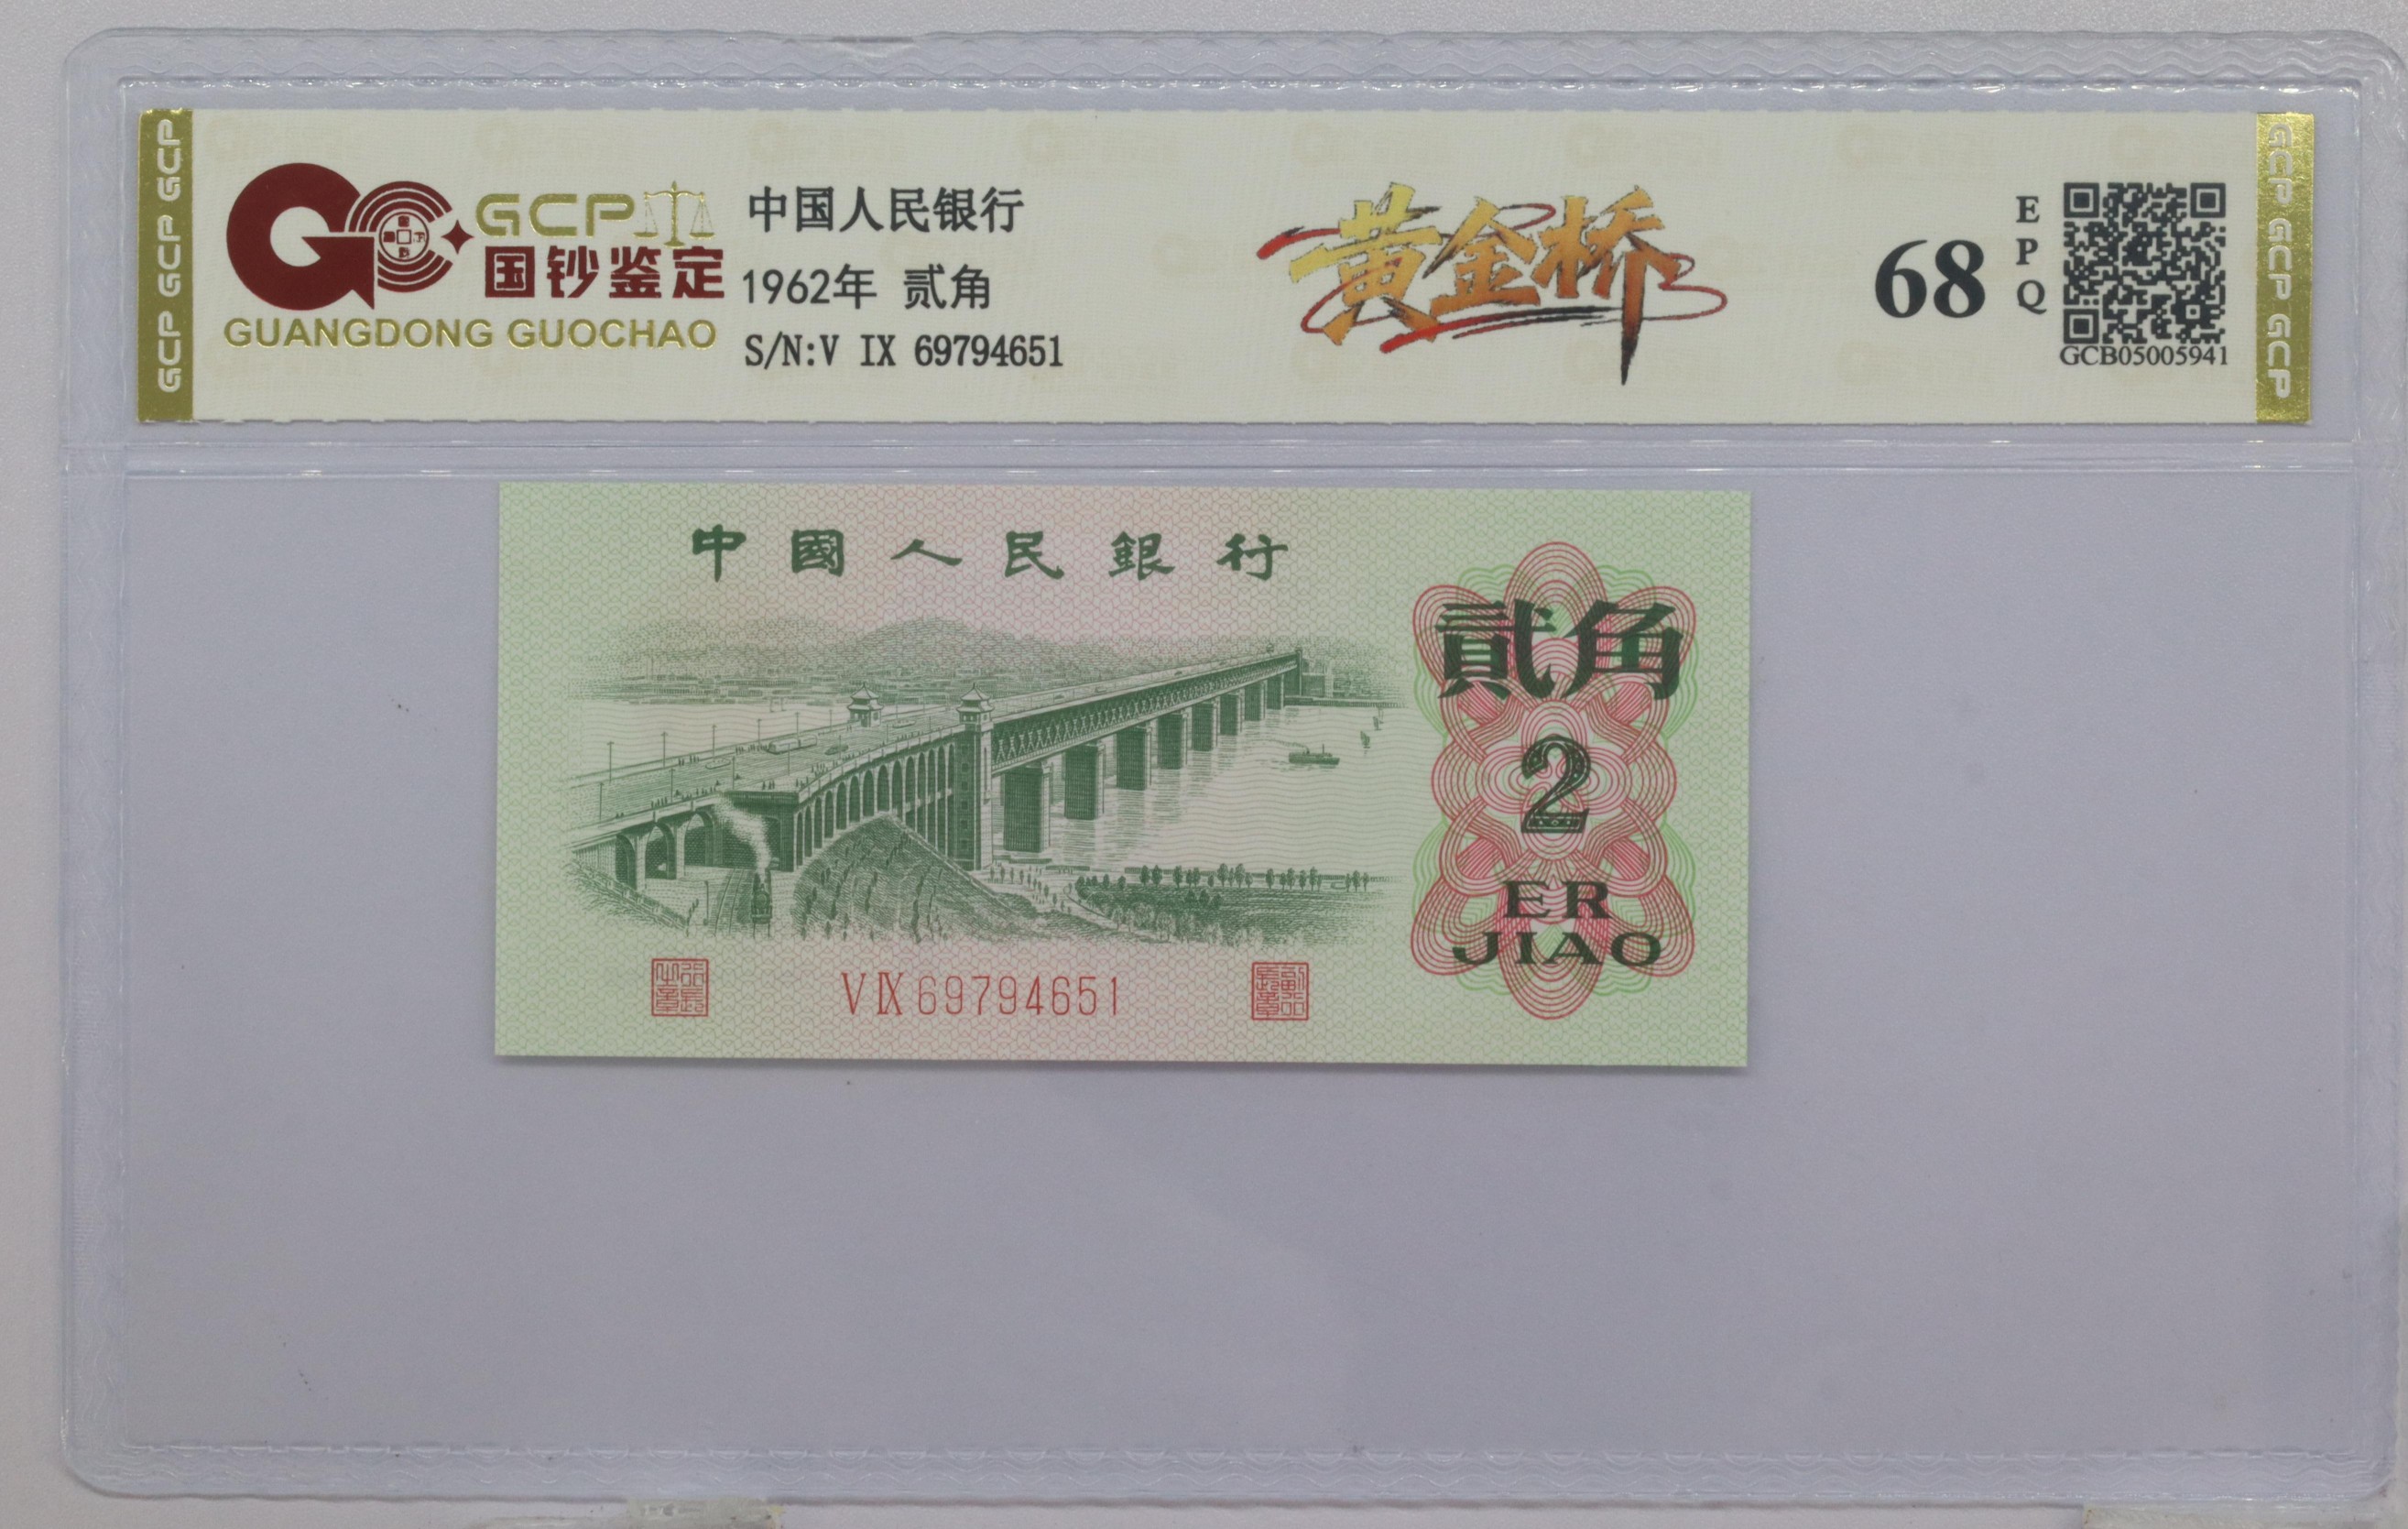 GCP GCP GCP
GCP
国钞鉴定
GUANGDONG GUOCHAO
中国人民银行
1962年 贰角
S/N:V IX 69794651
黄金桥
68
EPQ
GCB05005941
GCP GCP GCP
中國人民銀行
貳角
2
ER
JIAO
V IX 69794651